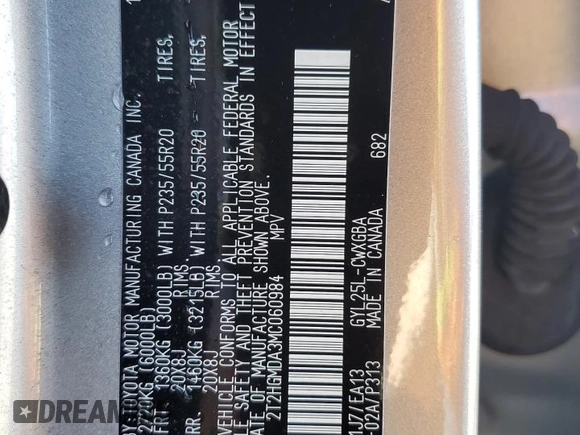 BY:TOYOTA MOTOR MANUFACTURING CANADA INC.
2720KG (6000LB)
FRT. 1360KG (3000LB) WITH P235/55R20 TIRES,
20X8J RIMS
RR. 1460KG (3215LB) WITH P235/55R20 TIRES,
20X8J RIMS
VEHICLE CONFORMS TO ALL APPLICABLE FEDERAL MOTOR
SAFETY AND THEFT PREVENTION STANDARDS IN EFFECT
DATE OF MANUFACTURE SHOWN ABOVE.
2T2HGMDA3MC060984 MPV
682
1J7/EA13 GYL25L-CWXGBA
-02A/P313 MADE IN CANADA
RIDESAFELY